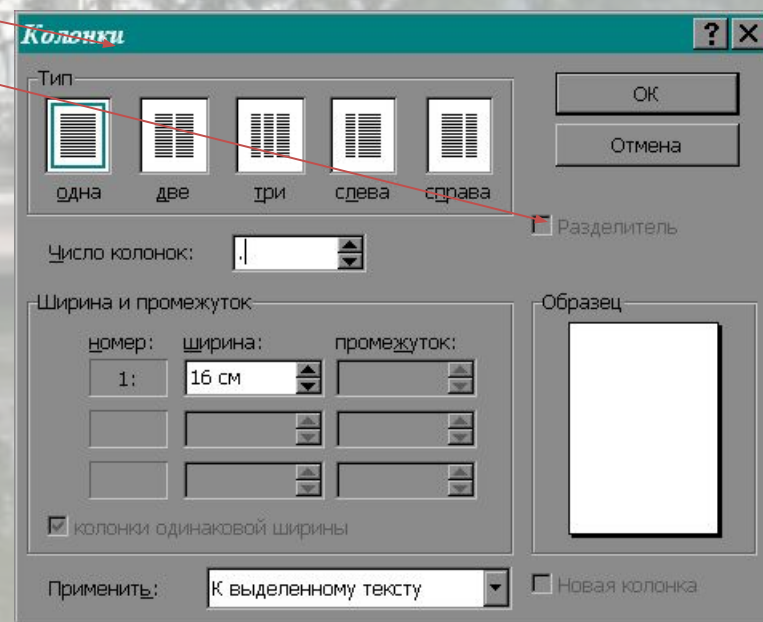 Колонки
Тип
одна две три слева справа
ОК
Отмена
Разделитель
Число колонок: .
Ширина и промежуток
номер: ширина: промежуток:
1: 16 см
колонки одинаковой ширины
Образец
Применить: К выделенному тексту
Новая колонка